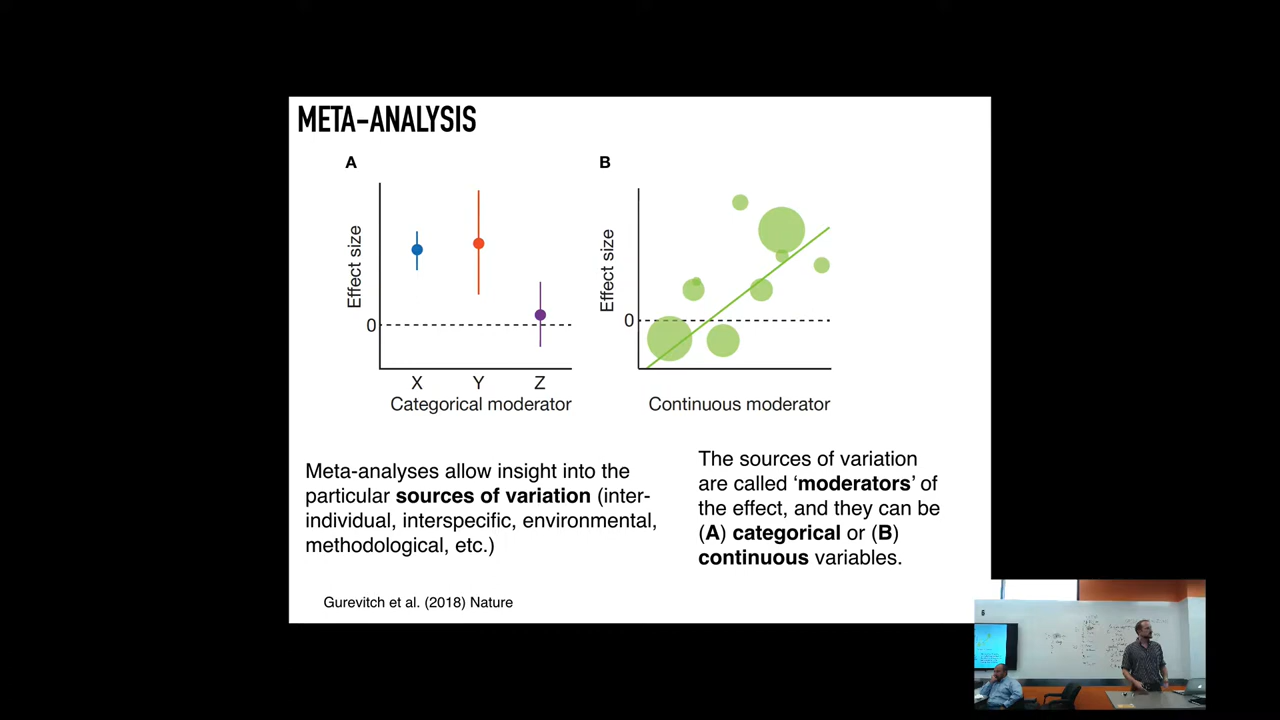 META-ANALYSIS
A
B
Effect size
0
X
Y
Z
Categorical moderator
Effect size
0
Continuous moderator
Meta-analyses allow insight into the
particular sources of variation (inter-
individual, interspecific, environmental,
methodological, etc.)
The sources of variation
are called ‘moderators’ of
the effect, and they can be
(A) categorical or (B)
continuous variables.
Gurevitch et al. (2018) Nature